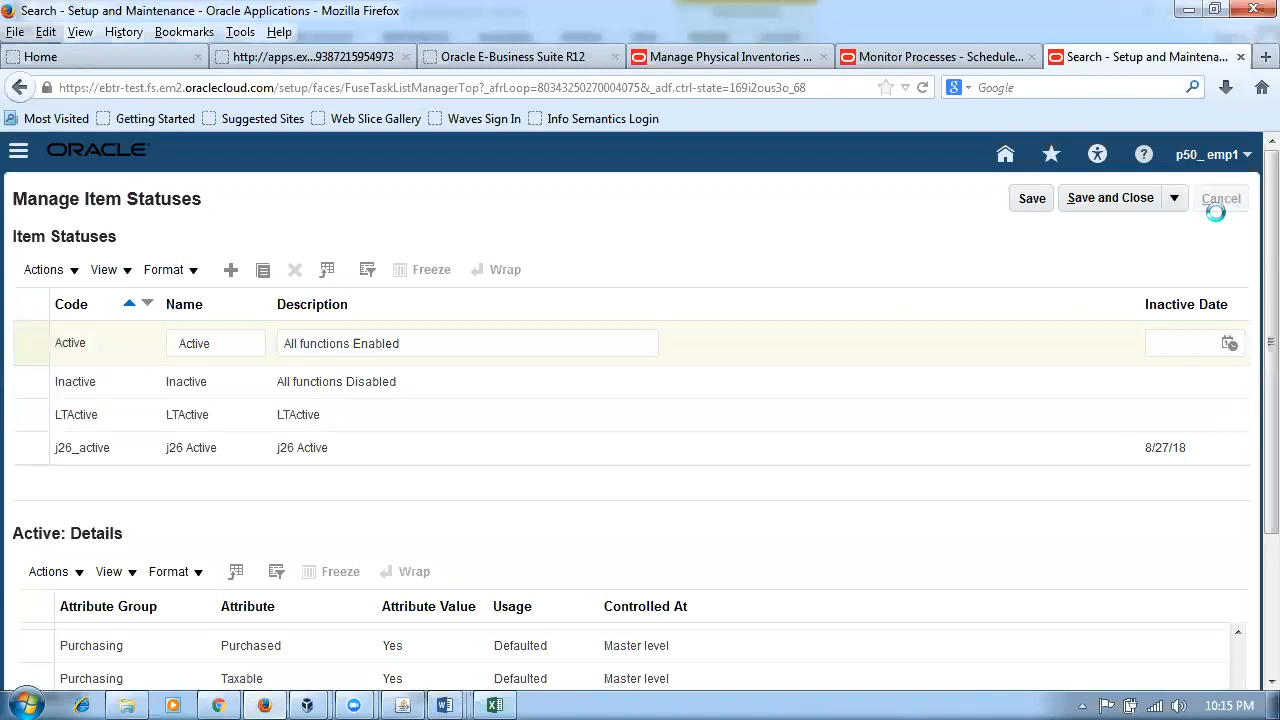 Search - Setup and Maintenance - Oracle Applications - Mozilla Firefox
File Edit View History Bookmarks Tools Help
Home http://apps.ex...9387215954973 Oracle E-Business Suite R12 Manage Physical Inventories ... Monitor Processes - Schedule... Search - Setup and Maintena...
https://ebtr-test.fs.em2.oraclecloud.com/setup/faces/FuseTaskListManagerTop?_afrLoop=8034325027004075&_adf.ctrl-state=169i2ous3o_68 Google
Most Visited Getting Started Suggested Sites Web Slice Gallery Waves Sign In Info Semantics Location
ORACLE p50_ emp1
Manage Item Statuses Save Save and Close Cancel
Item Statuses
Actions View Format Freeze Wrap
Code Name Description Inactive Date
Active Active All functions Enabled
Inactive Inactive All functions Disabled
LTActive LTActive LTActive
j26_active j26 Active j26 Active 8/27/18
Active: Details
Actions View Format Freeze Wrap
Attribute Group Attribute Attribute Value Usage Controlled At
Purchasing Purchased Yes Defaulted Master level
Purchasing Taxable Yes Defaulted Master level
10:15 PM